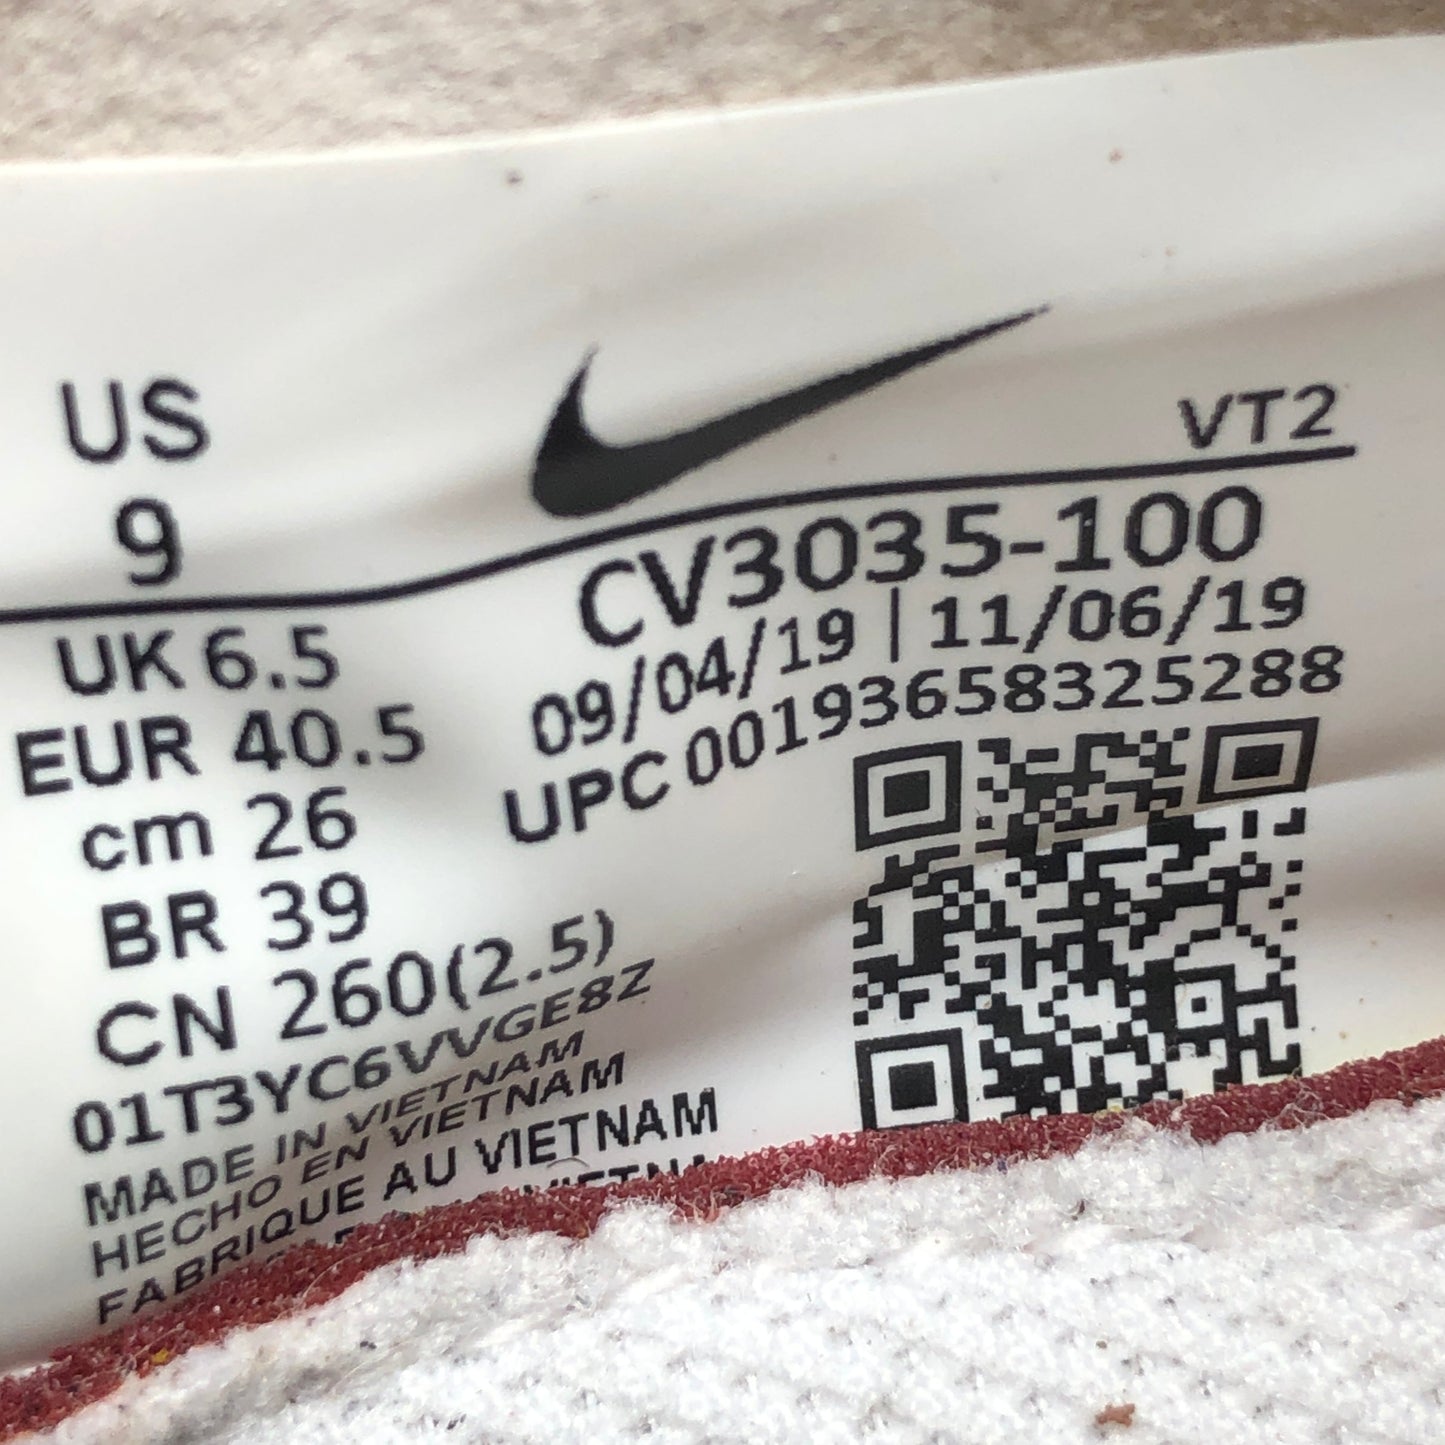 US
9
UK 6.5
EUR 40.5
cm 26
BR 39
CN 260(2.5)
01T3YC6VVGE8Z
MADE IN VIETNAM
HECHO EN VIETNAM
FABRIQUE AU VIETNAM
VT2
CV3035-100
09/04/19 | 11/06/19
UPC 00193658325288